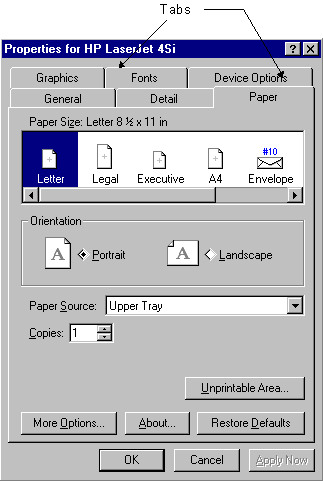 Tabs
Properties for HP LaserJet 4Si
Graphics Fonts Device Options
General Detail Paper
Paper Size: Letter 8 ½ x 11 in
#10
Letter Legal Executive A4 Envelope
Orientation
A Portrait A Landscape
Paper Source: Upper Tray
Copies: 1
Unprintable Area...
More Options... About... Restore Defaults
OK Cancel Apply Now